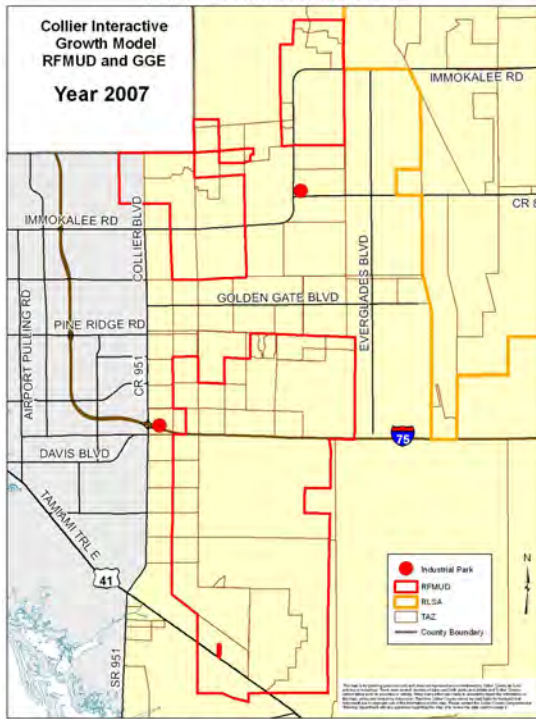 Collier Interactive
Growth Model
RFMUD and GGE
Year 2007
IMMOKALEE RD
CR 8
IMMOKALEE RD
COLLIER BLVD
EVERGLADES BLVD
GOLDEN GATE BLVD
AIRPORT PULLING RD
PINE RIDGE RD
CR 951
75
DAVIS BLVD
TAMIAMI TRL E
41
SR 951
Industrial Park
RFMUD
RLSA
TAZ
County Boundary
N